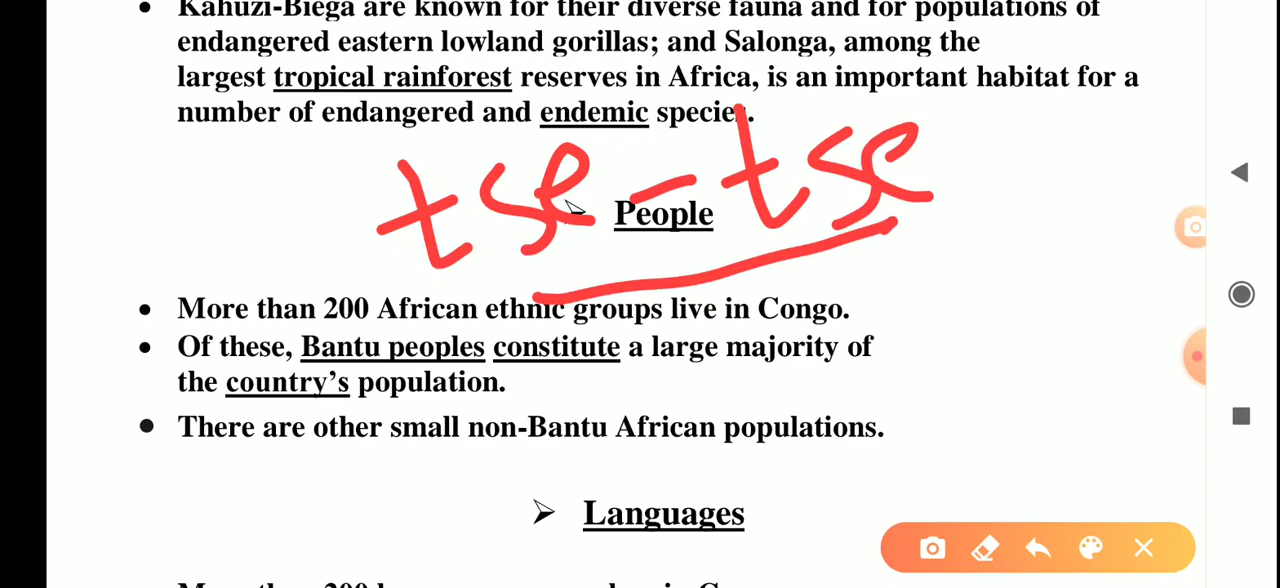 • Kahuzi-Biega are known for their diverse fauna and for populations of
endangered eastern lowland gorillas; and Salonga, among the
largest tropical rainforest reserves in Africa, is an important habitat for a
number of endangered and endemic species.
tse-tse
➢ People
• More than 200 African ethnic groups live in Congo.
• Of these, Bantu peoples constitute a large majority of
the country's population.
• There are other small non-Bantu African populations.
➢ Languages